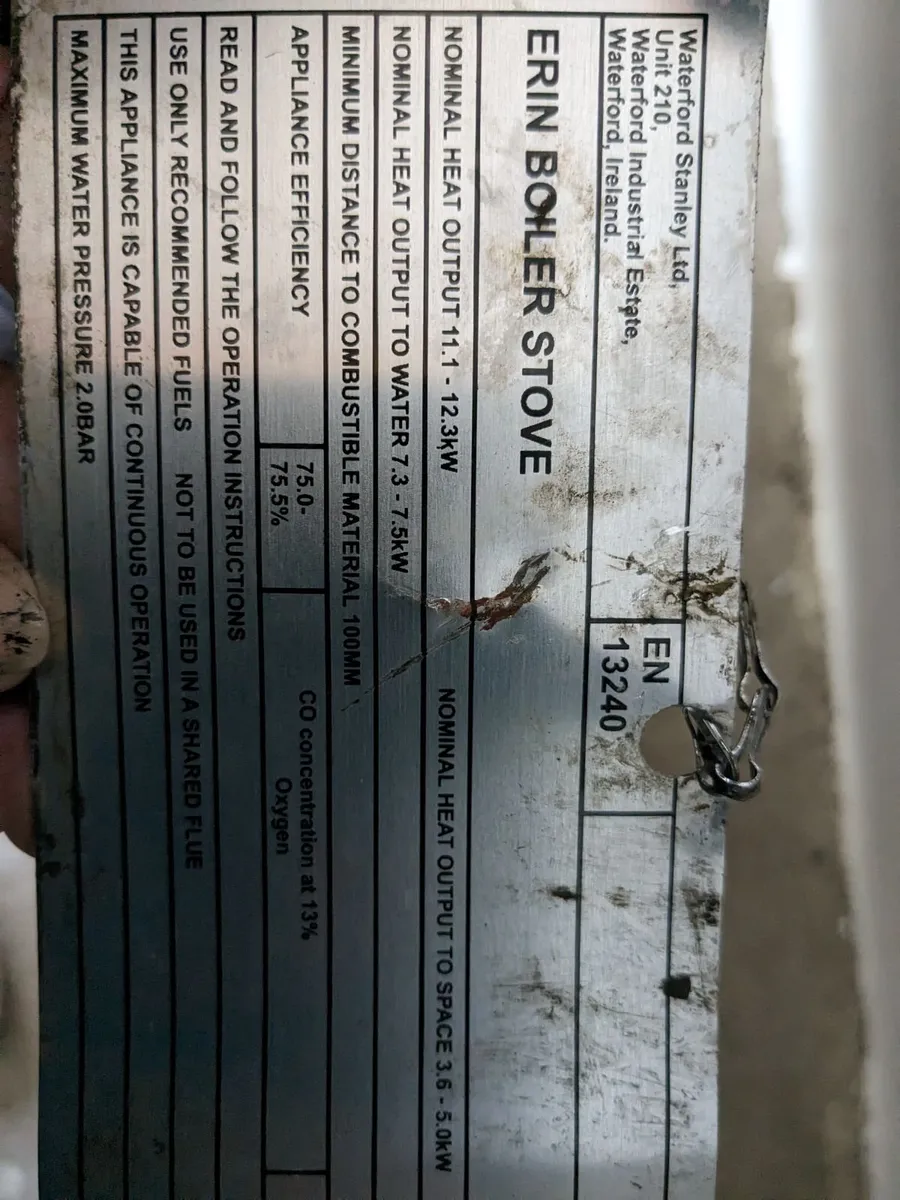 Waterford Stanley Ltd,
Unit 210,
Waterford Industrial Estate,
Waterford, Ireland.
EN
13240
ERIN BOILER STOVE
NOMINAL HEAT OUTPUT 11.1 - 12.3kW NOMINAL HEAT OUTPUT TO SPACE 3.6 - 5.0kW
NOMINAL HEAT OUTPUT TO WATER 7.3 - 7.5kW
MINIMUM DISTANCE TO COMBUSTIBLE MATERIAL 100MM
APPLIANCE EFFICIENCY
75.0-
75.5%
CO concentration at 13%
Oxygen
READ AND FOLLOW THE OPERATION INSTRUCTIONS
USE ONLY RECOMMENDED FUELS NOT TO BE USED IN A SHARED FLUE
THIS APPLIANCE IS CAPABLE OF CONTINUOUS OPERATION
MAXIMUM WATER PRESSURE 2.0BAR